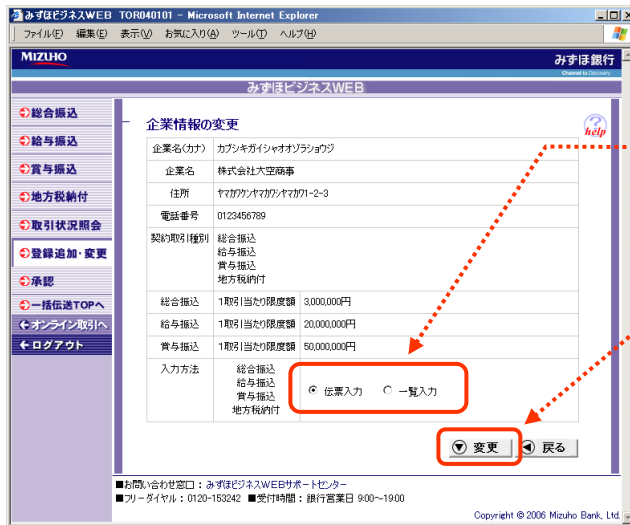 みずほビジネスWEB TOR040101 - Microsoft Internet Explorer
ファイル(F) 編集(E) 表示(V) お気に入り(A) ツール(T) ヘルプ(H)
MIZUHO
みずほ銀行
Channel to Discovery
みずほビジネスWEB
総合振込
給与振込
賞与振込
地方税納付
取引状況照会
登録追加・変更
承認
一括伝送TOPへ
オンライン取引へ
ログアウト
企業情報の変更
help
企業名(カナ) カブシキガイシャオオゾラショウジ
企業名 株式会社大空商事
住所 ヤマカワケンヤマカワシヤマカワ1-2-3
電話番号 0123456789
契約取引種別 総合振込
給与振込
賞与振込
地方税納付
総合振込 1取引当たり限度額 3,000,000円
給与振込 1取引当たり限度額 20,000,000円
賞与振込 1取引当たり限度額 50,000,000円
入力方法 総合振込
給与振込
賞与振込
地方税納付
伝票入力 一覧入力
変更 戻る
■お問い合わせ窓口：みずほビジネスWEBサポートセンター
■フリーダイヤル：0120-153242 ■受付時間：銀行営業日 9:00～19:00
Copyright © 2006 Mizuho Bank, Ltd.